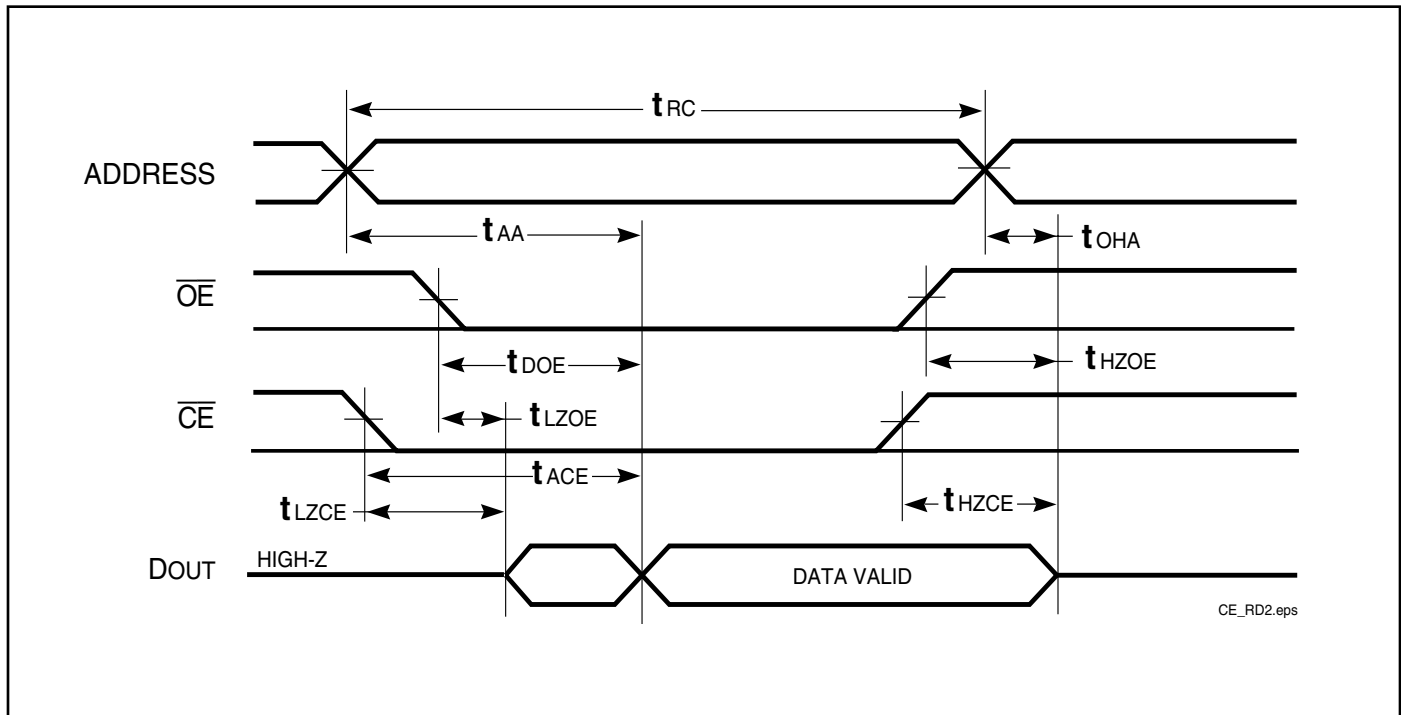 tRC
ADDRESS
tAA
tOHA
OE
tDOE
tHZOE
CE
tLZOE
tACE
tLZCE
tHZCE
DOUT
HIGH-Z
DATA VALID
CE_RD2.eps